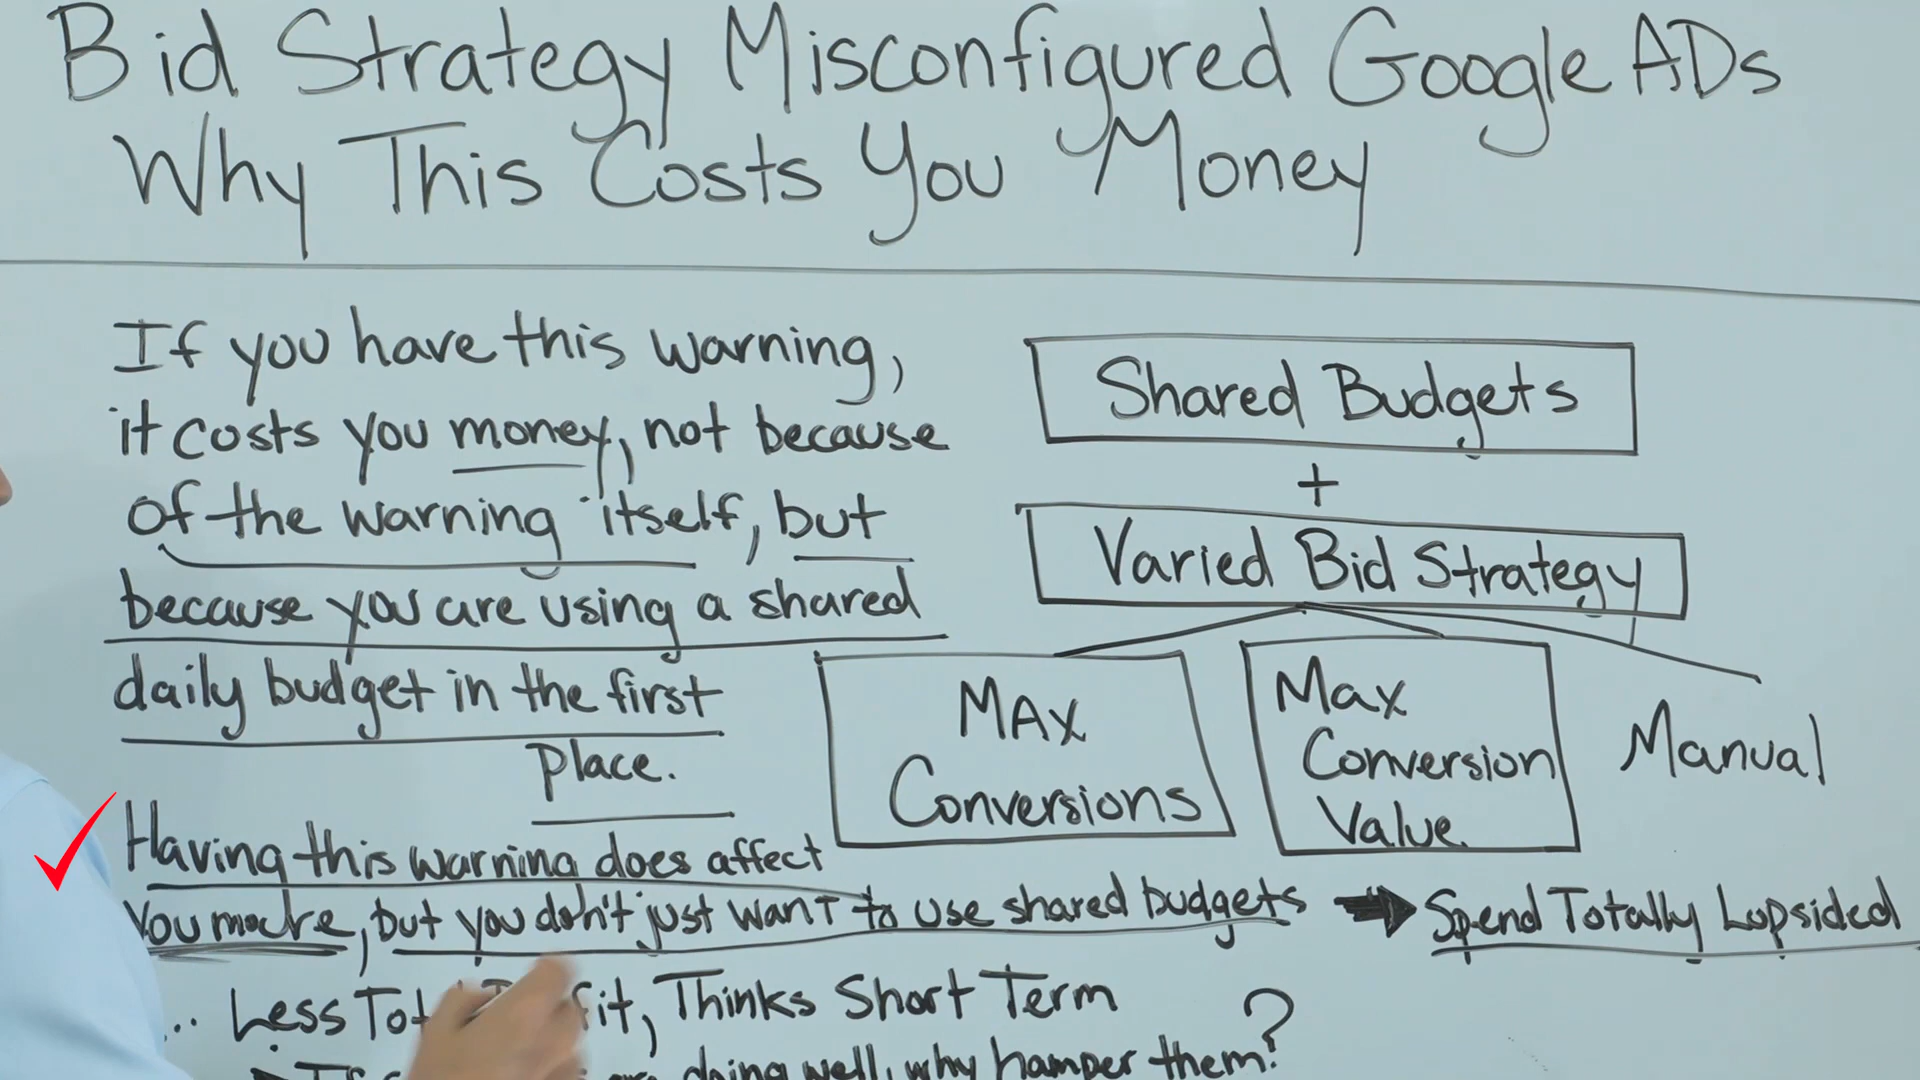 Bid Strategy Misconfigured Google ADs
Why This Costs You Money
If you have this warning,
it costs you money, not because
of the warning itself, but
because you are using a shared
daily budget in the first
place.
Shared Budgets
+
Varied Bid Strategy
MAX
Conversions
Max
Conversion
Value
Manual
Having this warning does affect
you more, but you don't just want to use shared budgets
Spend Totally Lopsided
... Less Thinks Short Term
doing well, why hamper them?